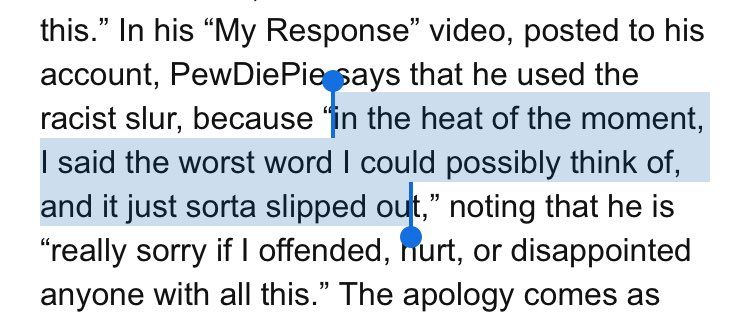 this.” In his “My Response” video, posted to his
account, PewDiePie says that he used the
racist slur, because “in the heat of the moment,
I said the worst word I could possibly think of,
and it just sorta slipped out,” noting that he is
“really sorry if I offended, hurt, or disappointed
anyone with all this.” The apology comes as